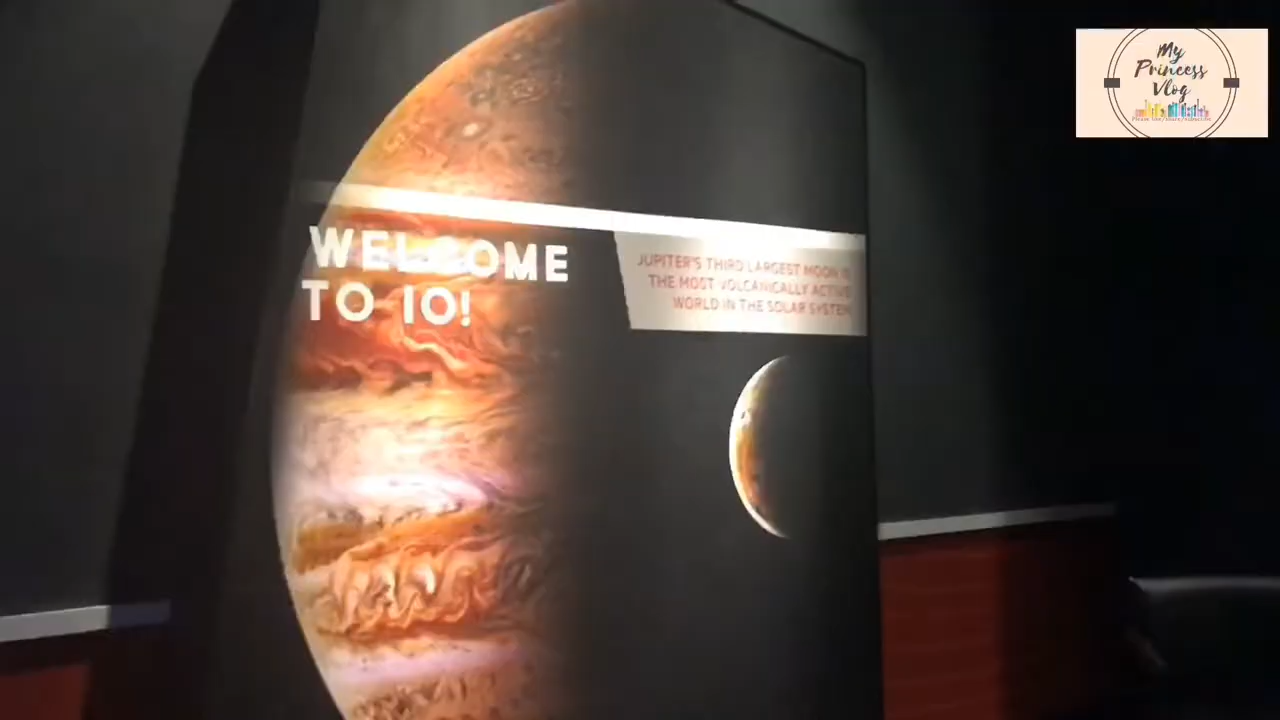 WELCOME
TO IO!
JUPITER'S THIRD LARGEST MOON IS
THE MOST VOLCANICALLY ACTIVE
WORLD IN THE SOLAR SYSTEM
My
Princess
Vlog